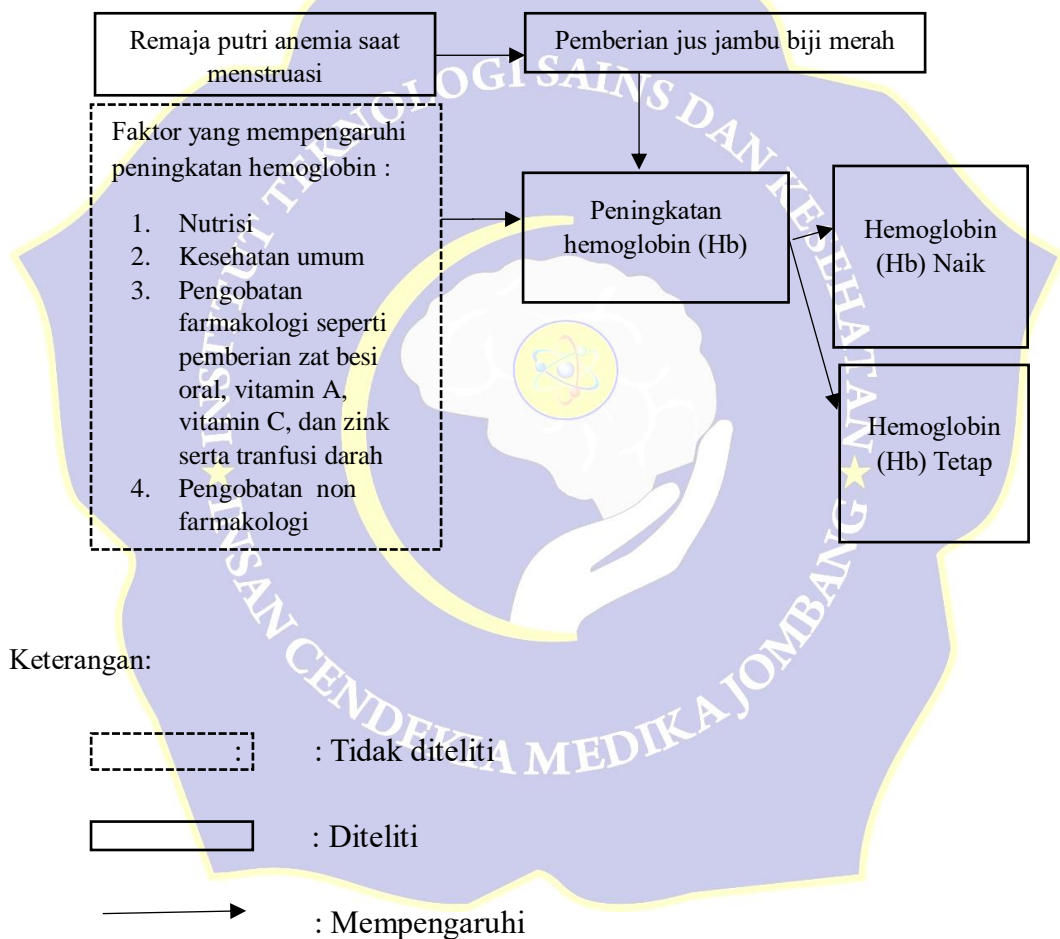 Remaja putri anemia saat
menstruasi
Pemberian jus jambu biji merah
Faktor yang mempengaruhi
peningkatan hemoglobin :
1. Nutrisi
2. Kesehatan umum
3. Pengobatan
farmakologi seperti
pemberian zat besi
oral, vitamin A,
vitamin C, dan zink
serta tranfusi darah
4. Pengobatan non
farmakologi
Peningkatan
hemoglobin (Hb)
Hemoglobin
(Hb) Naik
Hemoglobin
(Hb) Tetap
INSTITUT TEKNOLOGI SAINS DAN KESEHATAN
INSAN CENDEKIA MEDIKA JOMBANG
Keterangan:
: : Tidak diteliti
: Diteliti
: Mempengaruhi